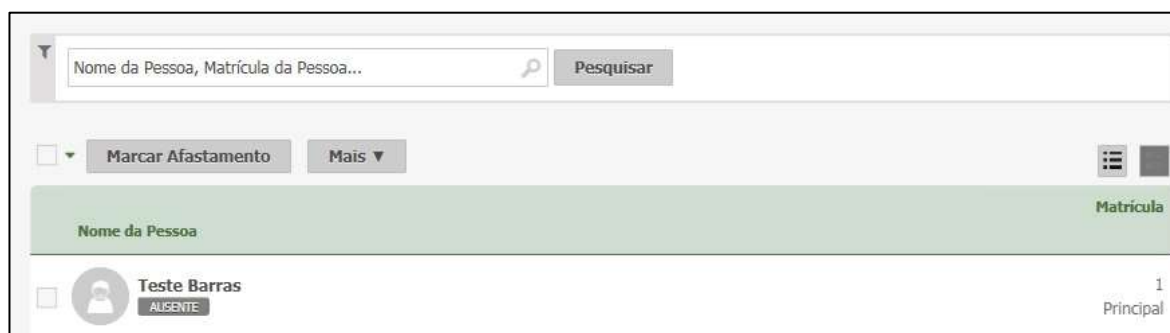 Nome da Pessoa, Matrícula da Pessoa...
Pesquisar
Marcar Afastamento
Mais ▼
Matrícula
Nome da Pessoa
Teste Barras
1
AUSENTE
Principal